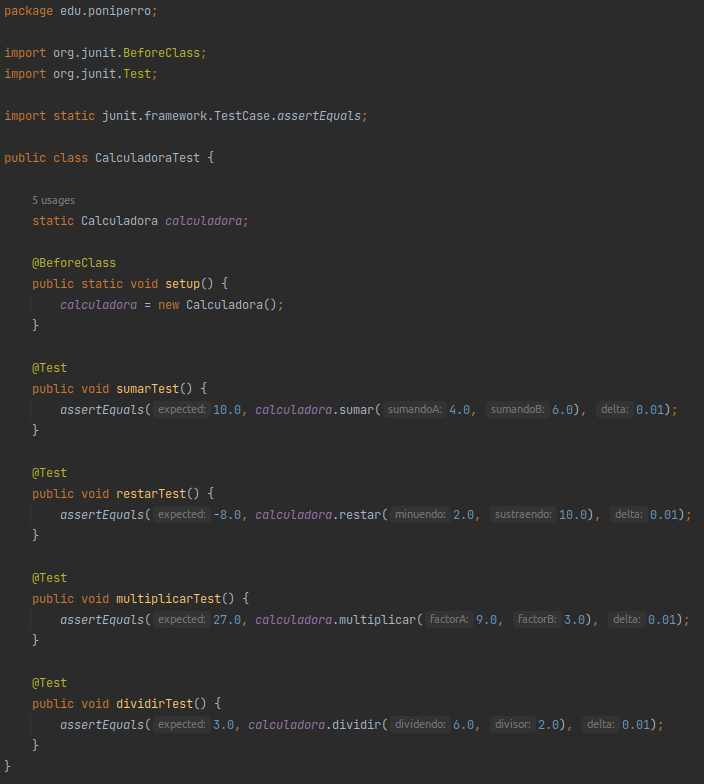 package edu.poniperro;
import org.junit.BeforeClass;
import org.junit.Test;
import static junit.framework.TestCase.assertEquals;
public class CalculadoraTest {
5 usages
static Calculadora calculadora;
@BeforeClass
public static void setup() {
calculadora = new Calculadora();
}
@Test
public void sumarTest() {
assertEquals( expected: 10.0, calculadora.sumar( sumandoA: 4.0, sumandoB: 6.0), delta: 0.01);
}
@Test
public void restarTest() {
assertEquals( expected: -8.0, calculadora.restar( minuendo: 2.0, sustraendo: 10.0), delta: 0.01);
}
@Test
public void multiplicarTest() {
assertEquals( expected: 27.0, calculadora.multiplicar( factorA: 9.0, factorB: 3.0), delta: 0.01);
}
@Test
public void dividirTest() {
assertEquals( expected: 3.0, calculadora.dividir( dividendo: 6.0, divisor: 2.0), delta: 0.01);
}
}